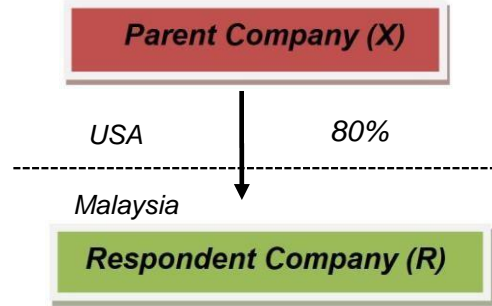 Parent Company (X)
USA 80%
Malaysia
Respondent Company (R)